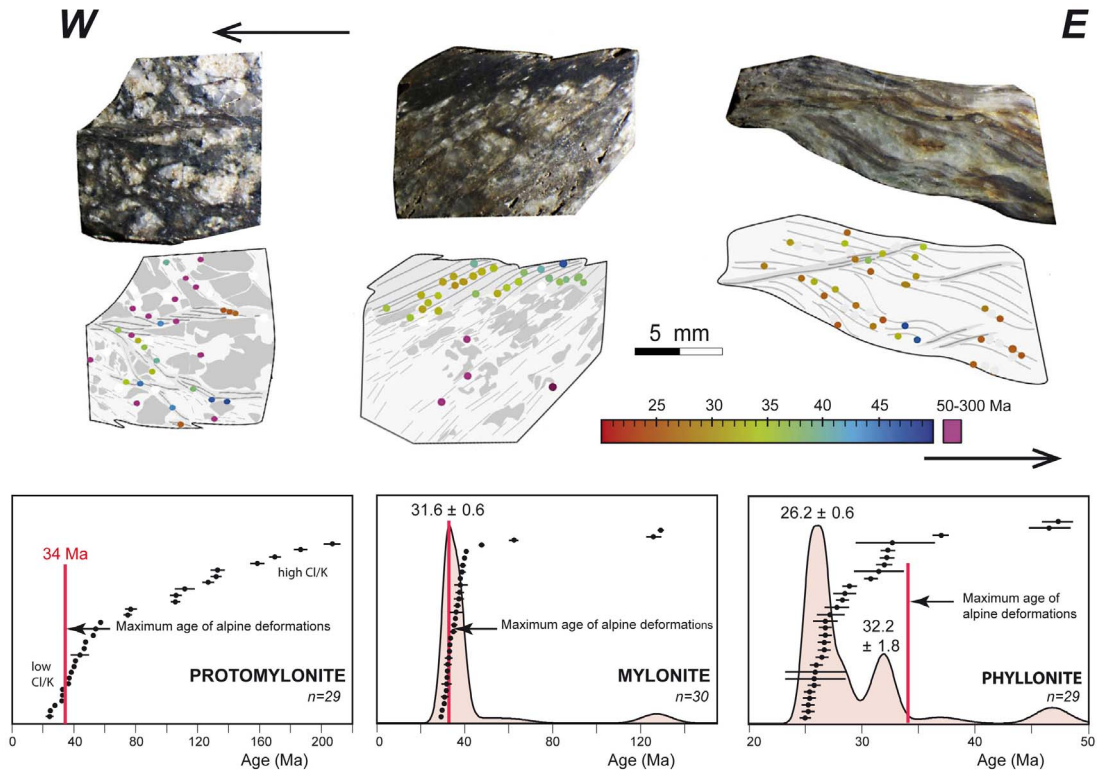 W
E
5 mm
25 30 35 40 45 50-300 Ma
34 Ma
high Cl/K
Maximum age of alpine deformations
low
Cl/K
PROTOMYLONITE
n=29
0 40 80 120 160 200
Age (Ma)
31.6 ± 0.6
Maximum age of alpine deformations
MYLONITE
n=30
0 40 80 120 160
Age (Ma)
26.2 ± 0.6
Maximum age of
alpine deformations
32.2
± 1.8
PHYLLONITE
n=29
20 30 40 50
Age (Ma)